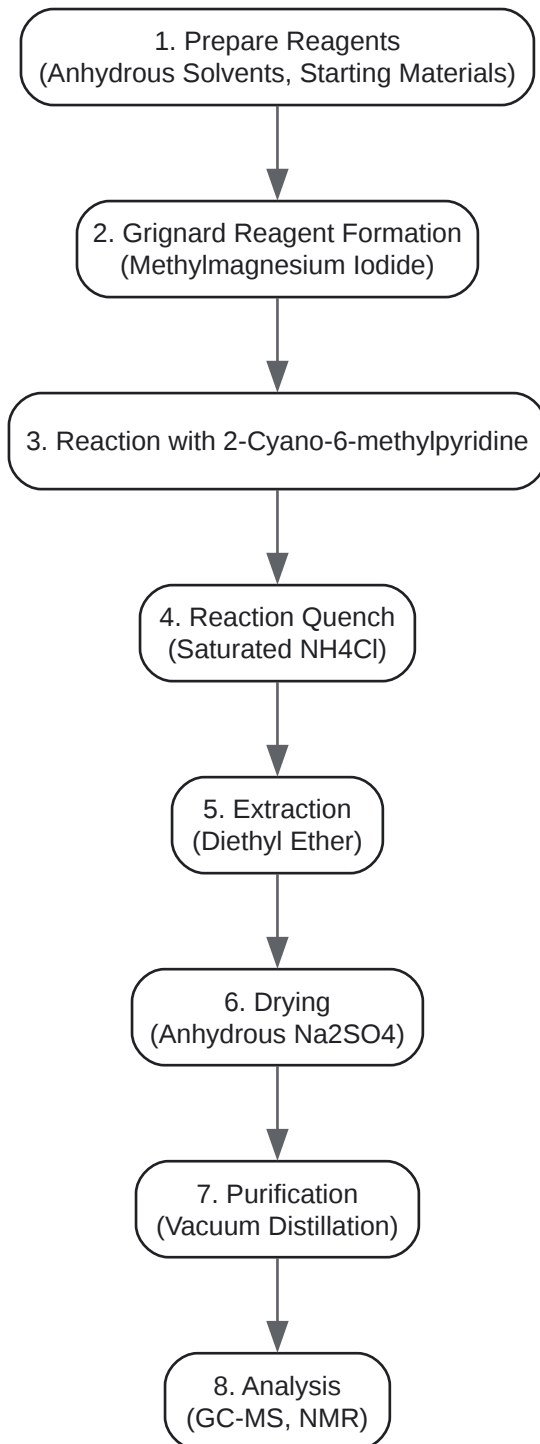 1. Prepare Reagents
(Anhydrous Solvents, Starting Materials)
2. Grignard Reagent Formation
(Methylmagnesium Iodide)
3. Reaction with 2-Cyano-6-methylpyridine
4. Reaction Quench
(Saturated NH4Cl)
5. Extraction
(Diethyl Ether)
6. Drying
(Anhydrous Na2SO4)
7. Purification
(Vacuum Distillation)
8. Analysis
(GC-MS, NMR)